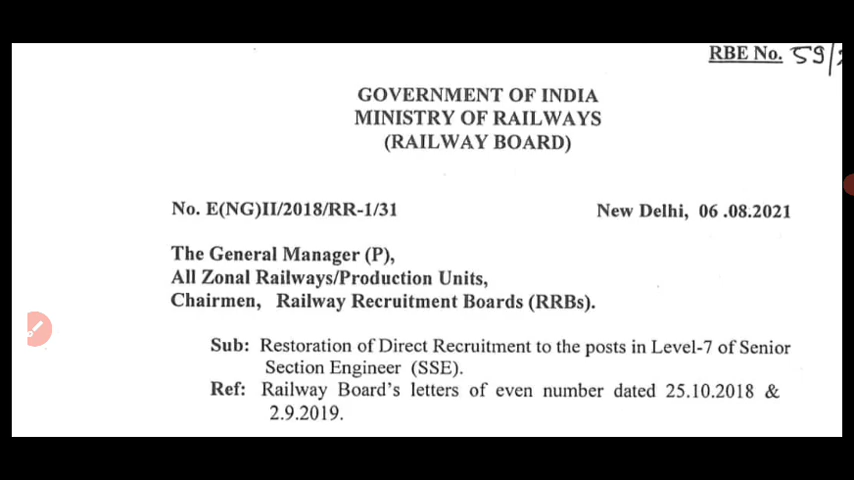 RBE No. 59/
GOVERNMENT OF INDIA
MINISTRY OF RAILWAYS
(RAILWAY BOARD)
No. E(NG)II/2018/RR-1/31 New Delhi, 06 .08.2021
The General Manager (P),
All Zonal Railways/Production Units,
Chairmen, Railway Recruitment Boards (RRBs).
Sub: Restoration of Direct Recruitment to the posts in Level-7 of Senior
Section Engineer (SSE).
Ref: Railway Board's letters of even number dated 25.10.2018 &
2.9.2019.